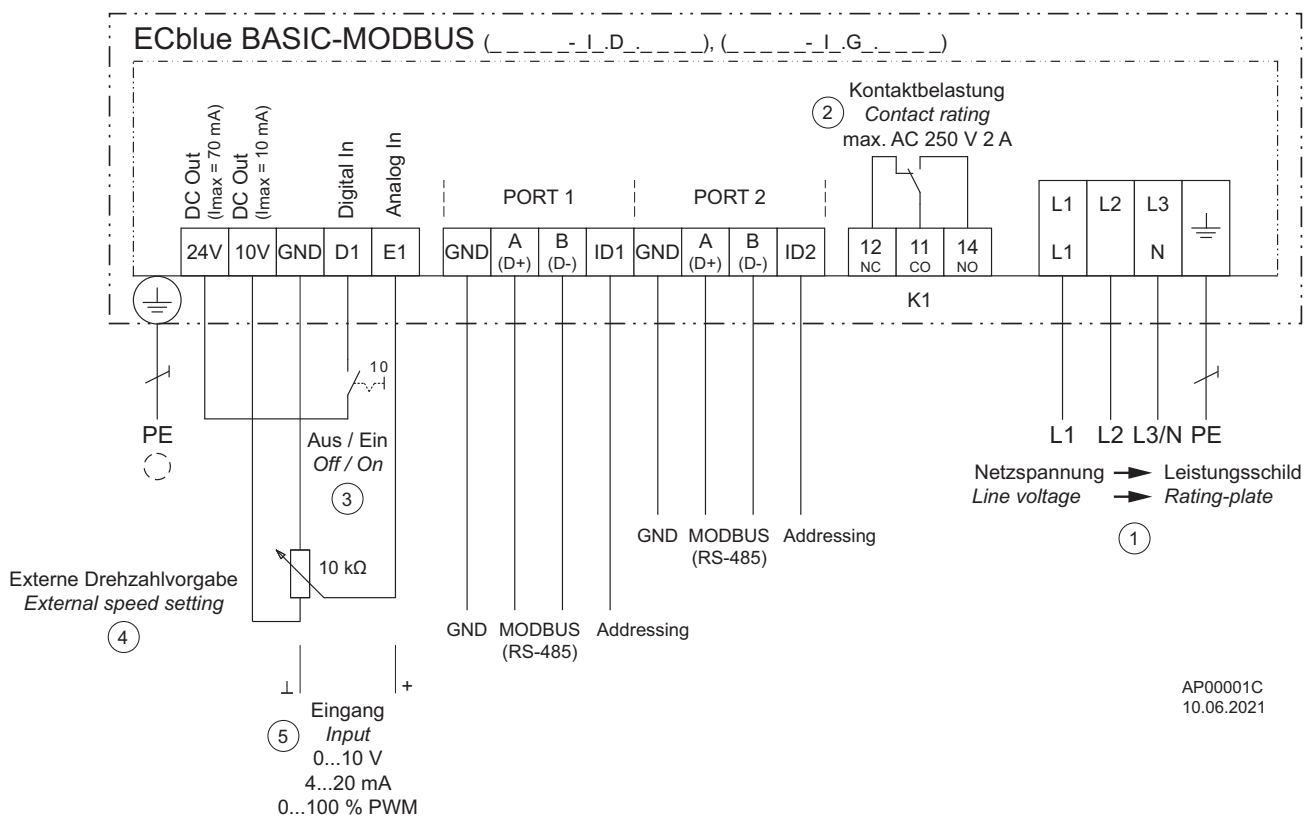 ECblue BASIC-MODBUS (_ _ _ _ _-_I_.D_._ _ _ _), (_ _ _ _ _-_I_.G_._ _ _ _)
DC Out
(Imax = 70 mA)
DC Out
(Imax = 10 mA)
Digital In
Analog In
PORT 1
PORT 2
2
Kontaktbelastung
Contact rating
max. AC 250 V 2 A
24V 10V GND D1 E1
GND A (D+) B (D-) ID1 GND A (D+) B (D-) ID2
12 NC 11 CO 14 NO
K1
L1 L2 L3
L1 N
PE
10
Aus / Ein
Off / On
3
L1 L2 L3/N PE
Netzspannung Leistungsschild
Line voltage Rating-plate
1
GND MODBUS Addressing
(RS-485)
10 kΩ
Externe Drehzahlvorgabe
External speed setting
4
GND MODBUS Addressing
(RS-485)
⊥ +
Eingang
5
Input
0...10 V
4...20 mA
0...100 % PWM
AP00001C
10.06.2021